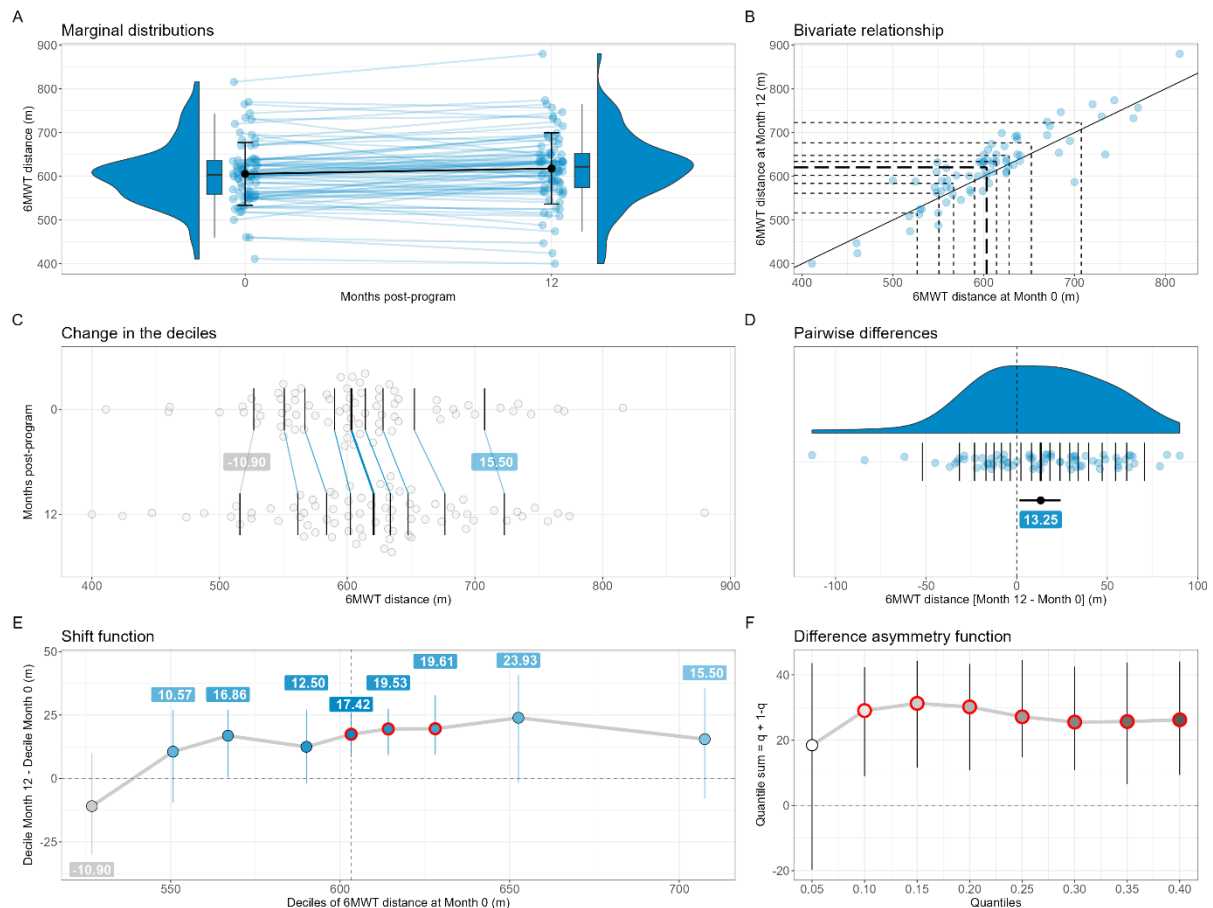 A
Marginal distributions
6MWT distance (m)
900
800
700
600
500
400
0
12
Months post-program
B
Bivariate relationship
6MWT distance at Month 12 (m)
900
800
700
600
500
400
400
500
600
700
800
6MWT distance at Month 0 (m)
C
Change in the deciles
Months post-program
0
12
-10.90
15.50
400
500
600
700
800
900
6MWT distance (m)
D
Pairwise differences
13.25
-100
-50
0
50
100
6MWT distance [Month 12 - Month 0] (m)
E
Shift function
Decile Month 12 - Decile Month 0 (m)
50
25
0
-25
-10.90
10.57
16.86
12.50
17.42
19.53
19.61
23.93
15.50
550
600
650
700
Deciles of 6MWT distance at Month 0 (m)
F
Difference asymmetry function
Quantile sum = q + 1-q
40
20
0
-20
0.05
0.10
0.15
0.20
0.25
0.30
0.35
0.40
Quantiles